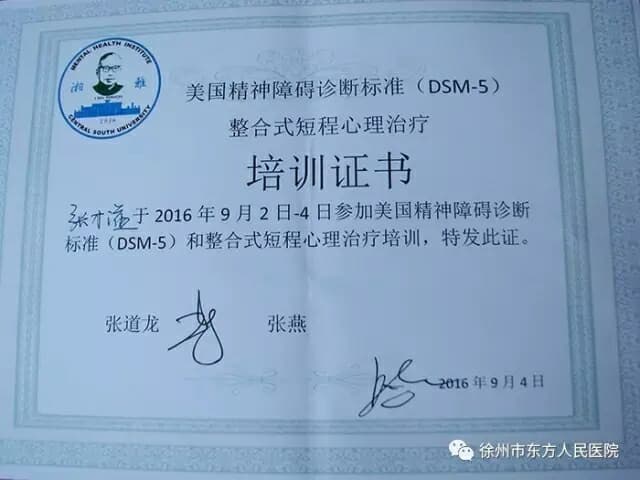 MENTAL HEALTH INSTITUTE
湘 雅
CENTRAL SOUTH UNIVERSITY
美国精神障碍诊断标准（DSM-5）
整合式短程心理治疗
培训证书
张才溢于 2016 年 9 月 2 日-4 日参加美国精神障碍诊断
标准（DSM-5）和整合式短程心理治疗培训，特发此证。
张道龙 张燕
2016 年 9 月 4 日
徐州市东方人民医院